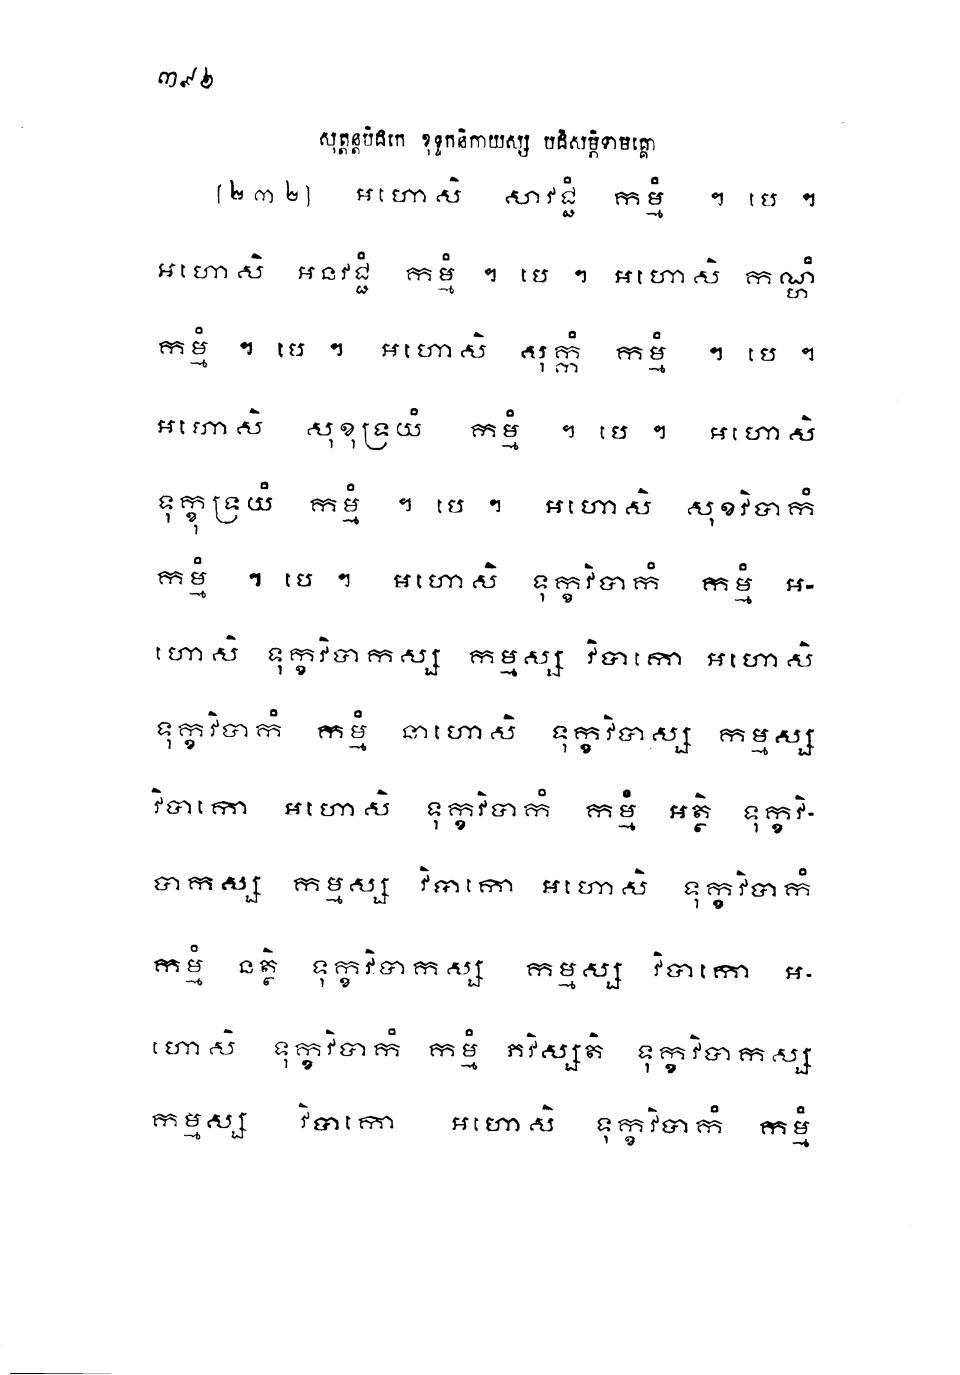 ៣៩៦
សុត្តន្តបិដកេ ខុទ្ទកនិកាយស្ស បដិសម្ភិទាមគ្គោ
[២៣២] អហោសិ សាវជ្ជំ កម្មំ ។ បេ ។
អហោសិ អនវជ្ជំ កម្មំ ។ បេ ។ អហោសិ កណ្ហំ
កម្មំ ។ បេ ។ អហោសិ សុក្កំ កម្មំ ។ បេ ។
អហោសិ សុខុទ្រយំ កម្មំ ។ បេ ។ អហោសិ
ទុក្ខុទ្រយំ កម្មំ ។ បេ ។ អហោសិ សុខវិបាកំ
កម្មំ ។ បេ ។ អហោសិ ទុក្ខវិបាកំ កម្មំ អ-
ហោសិ ទុក្ខវិបាកស្ស កម្មស្ស វិបាកោ អហោសិ
ទុក្ខវិបាកំ កម្មំ នាហោសិ ទុក្ខវិបាស្ស កម្មស្ស
វិបាកោ អហោសិ ទុក្ខវិបាកំ កម្មំ អត្ថិ ទុក្ខវិ-
បាកស្ស កម្មស្ស វិបាកោ អហោសិ ទុក្ខវិបាកំ
កម្មំ នត្ថិ ទុក្ខវិបាកស្ស កម្មស្ស វិបាកោ អ-
ហោសិ ទុក្ខវិបាកំ កម្មំ ភវិស្សតិ ទុក្ខវិបាកស្ស
កម្មស្ស វិបាកោ អហោសិ ទុក្ខវិបាកំ កម្មំ